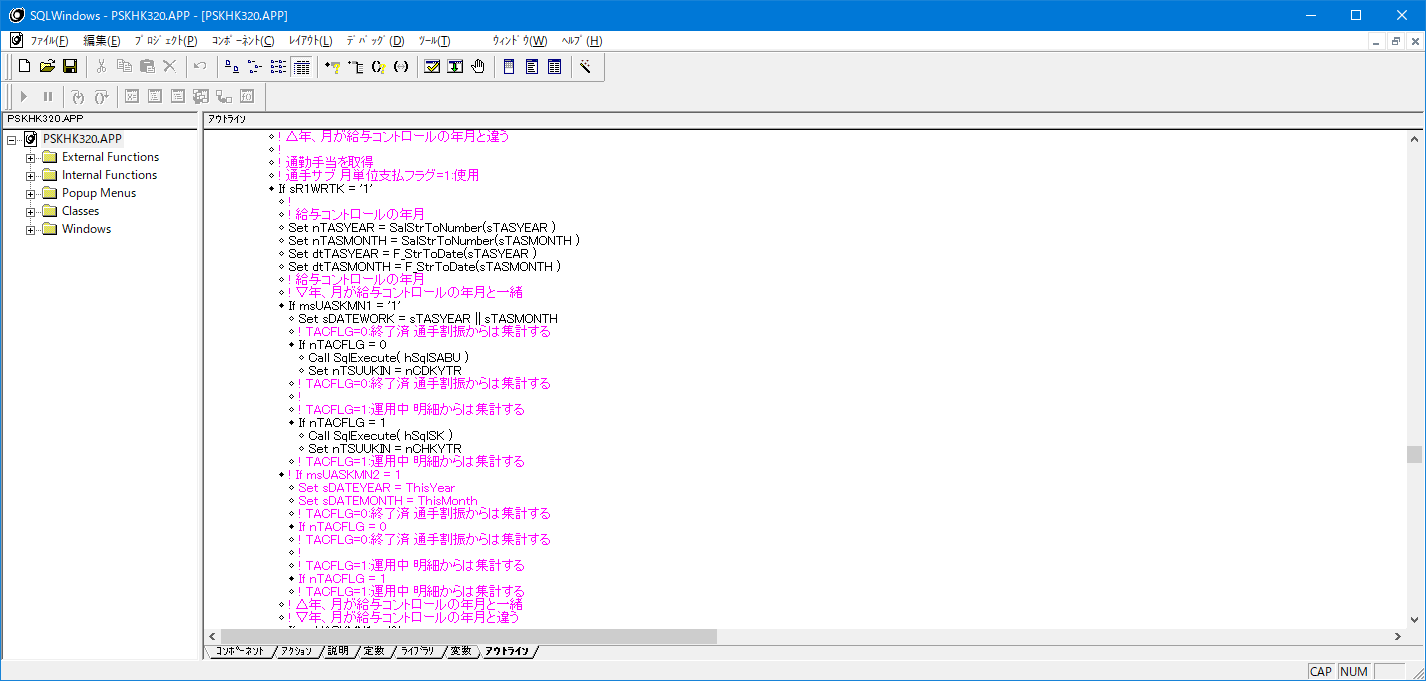 SQLWindows - PSKHK320.APP - [PSKHK320.APP]
ﾌｧｲﾙ(F) 編集(E) ﾌﾟﾛｼﾞｪｸﾄ(P) ｺﾝﾎﾟｰﾈﾝﾄ(C) ﾚｲｱｳﾄ(L) ﾃﾞﾊﾞｯｸﾞ(D) ﾂｰﾙ(T) ｳｨﾝﾄﾞｳ(W) ﾍﾙﾌﾟ(H)
PSKHK320.APP
PSKHK320.APP
External Functions
Internal Functions
Popup Menus
Classes
Windows
ｱｳﾄﾗｲﾝ
! △年、月が給与コントロールの年月と違う
!
! 通勤手当を取得
! 通手サブ 月単位支払フラグ=1:使用
If sR1WRTK = '1'
!
! 給与コントロールの年月
Set nTASYEAR = SalStrToNumber(sTASYEAR )
Set nTASMONTH = SalStrToNumber(sTASMONTH )
Set dtTASYEAR = F_StrToDate(sTASYEAR )
Set dtTASMONTH = F_StrToDate(sTASMONTH )
! 給与コントロールの年月
! ▽年、月が給与コントロールの年月と一緒
If msUASKMN1 = '1'
Set sDATEWORK = sTASYEAR || sTASMONTH
! TACFLG=0:終了済 通手割振からは集計する
If nTACFLG = 0
Call SqlExecute( hSqlSABU )
Set nTSUUKIN = nCDKYTR
! TACFLG=0:終了済 通手割振からは集計する
!
! TACFLG=1:運用中 明細からは集計する
If nTACFLG = 1
Call SqlExecute( hSqlSK )
Set nTSUUKIN = nCHKYTR
! TACFLG=1:運用中 明細からは集計する
! If msUASKMN2 = 1
Set sDATEYEAR = ThisYear
Set sDATEMONTH = ThisMonth
! TACFLG=0:終了済 通手割振からは集計する
If nTACFLG = 0
! TACFLG=0:終了済 通手割振からは集計する
!
! TACFLG=1:運用中 明細からは集計する
If nTACFLG = 1
! TACFLG=1:運用中 明細からは集計する
! △年、月が給与コントロールの年月と一緒
! ▽年、月が給与コントロールの年月と違う
ｺﾝﾎﾟｰﾈﾝﾄ ｱｸｼｮﾝ 説明 定数 ﾗｲﾌﾞﾗﾘ 変数 ｱｳﾄﾗｲﾝ
CAP NUM